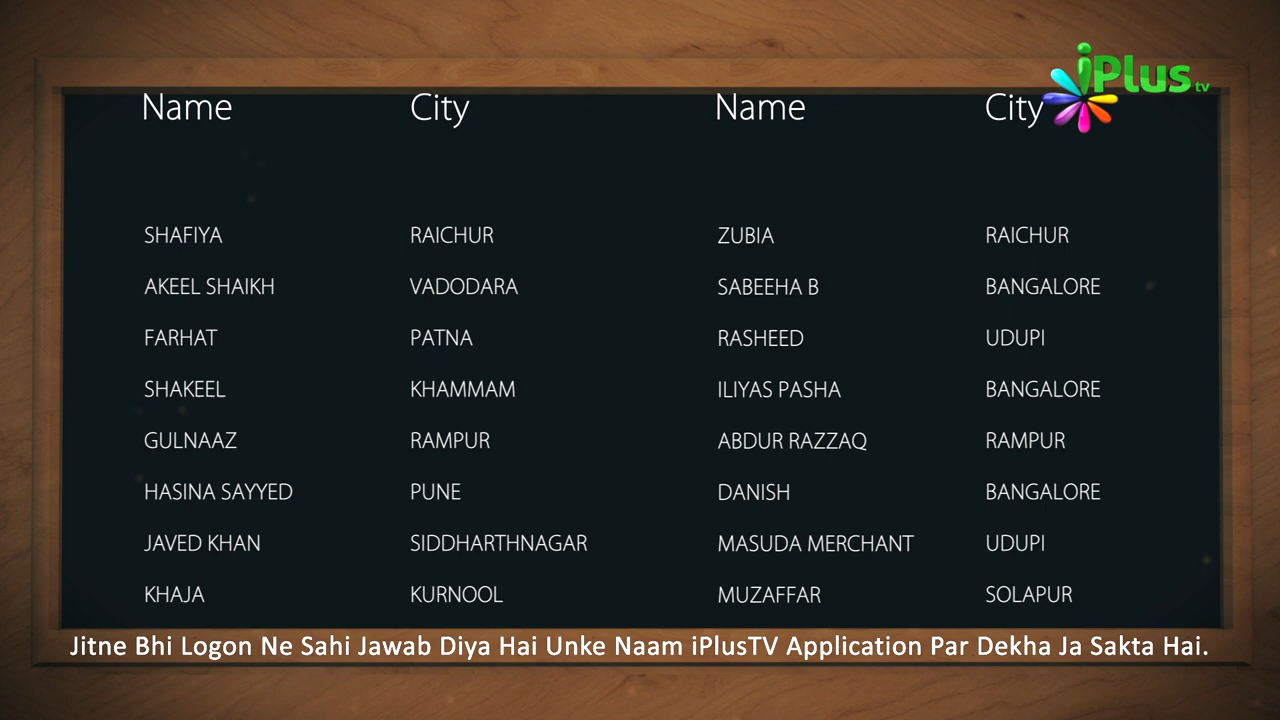 iPlus tv
Name City Name City
SHAFIYA RAICHUR ZUBIA RAICHUR
AKEEL SHAIKH VADODARA SABEEHA B BANGALORE
FARHAT PATNA RASHEED UDUPI
SHAKEEL KHAMMAM ILIYAS PASHA BANGALORE
GULNAAZ RAMPUR ABDUR RAZZAQ RAMPUR
HASINA SAYYED PUNE DANISH BANGALORE
JAVED KHAN SIDDHARTHNAGAR MASUDA MERCHANT UDUPI
KHAJA KURNOOL MUZAFFAR SOLAPUR
Jitne Bhi Logon Ne Sahi Jawab Diya Hai Unke Naam iPlusTV Application Par Dekha Ja Sakta Hai.